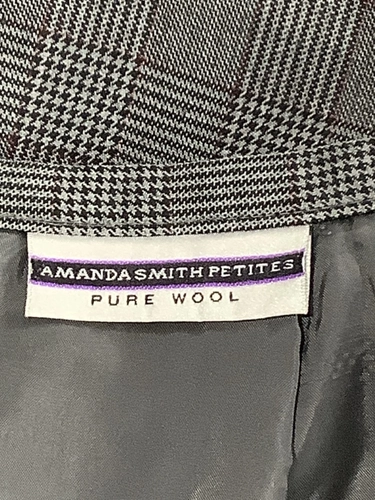 AMANDA SMITH PETITES
PURE WOOL